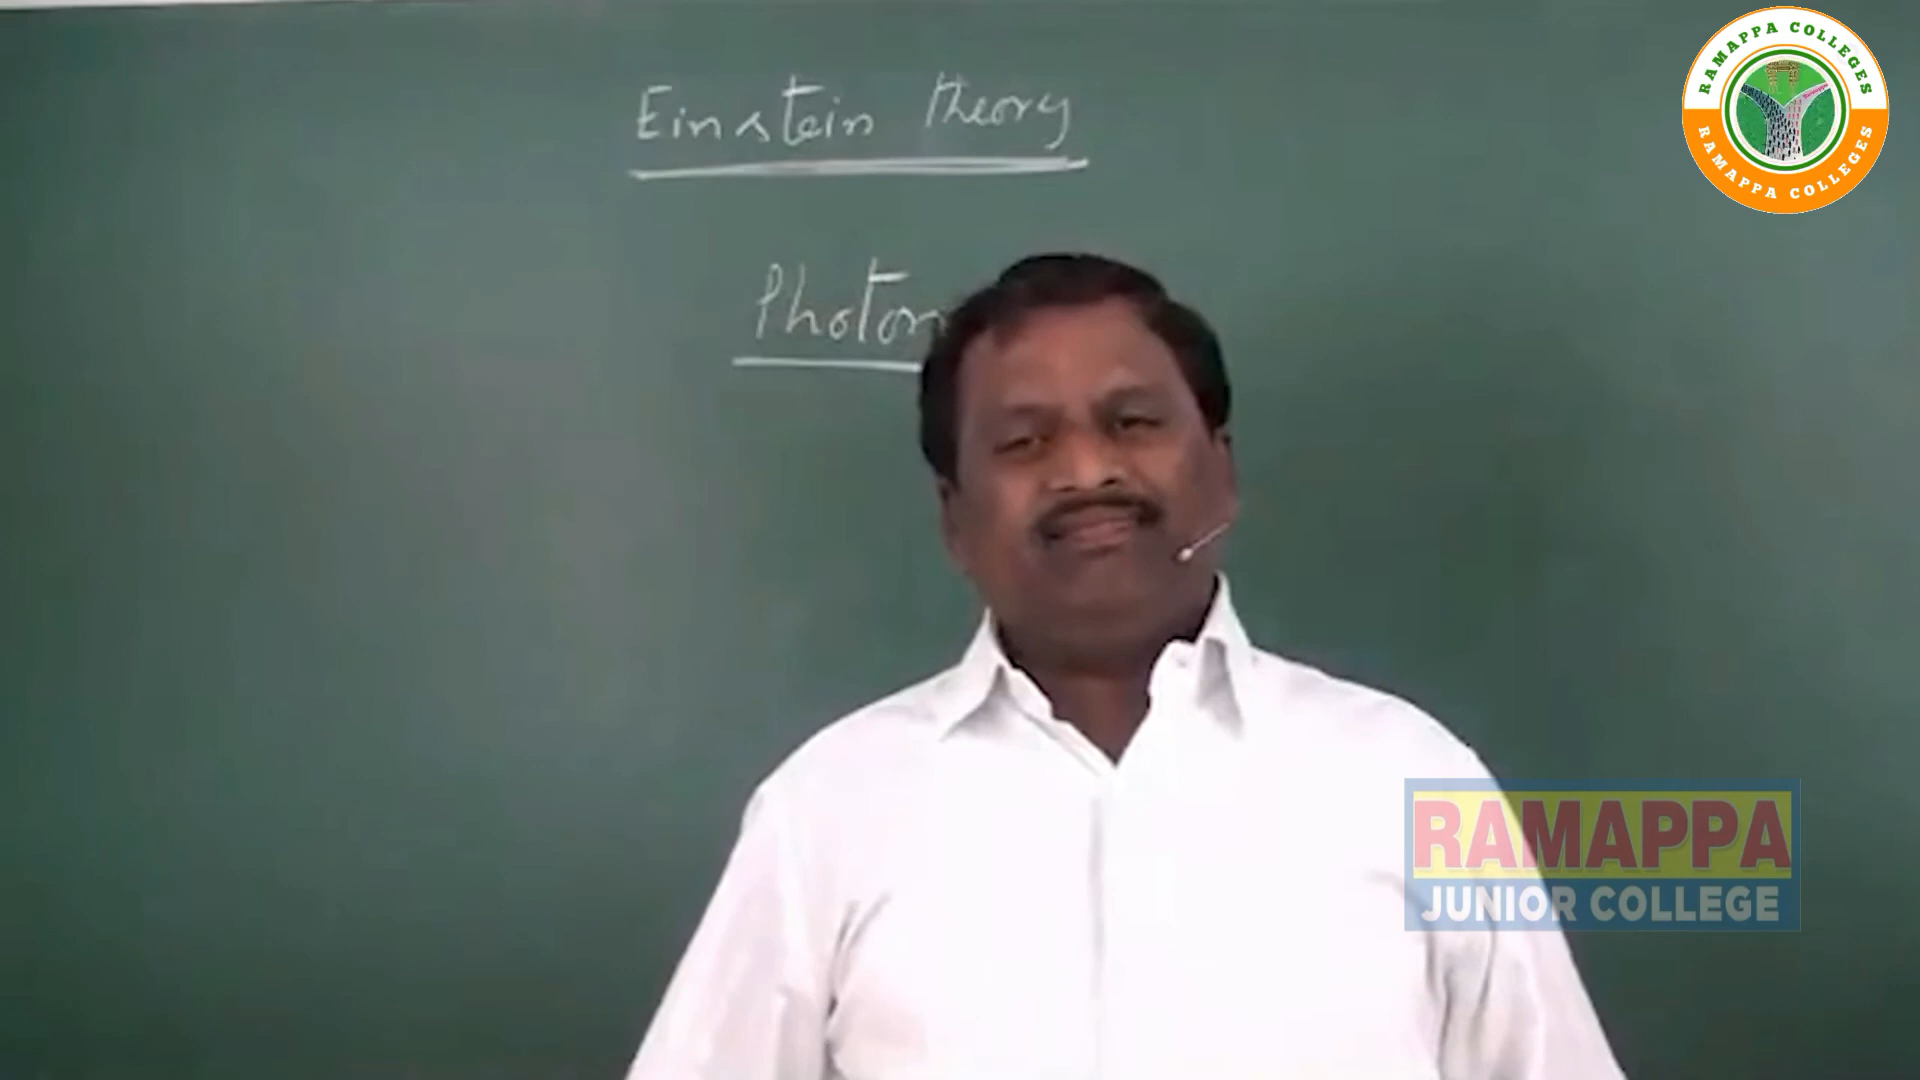 Einstein theory
RAMAPPA COLLEGES
RAMAPPA COLLEGES
Photon
RAMAPPA
JUNIOR COLLEGE